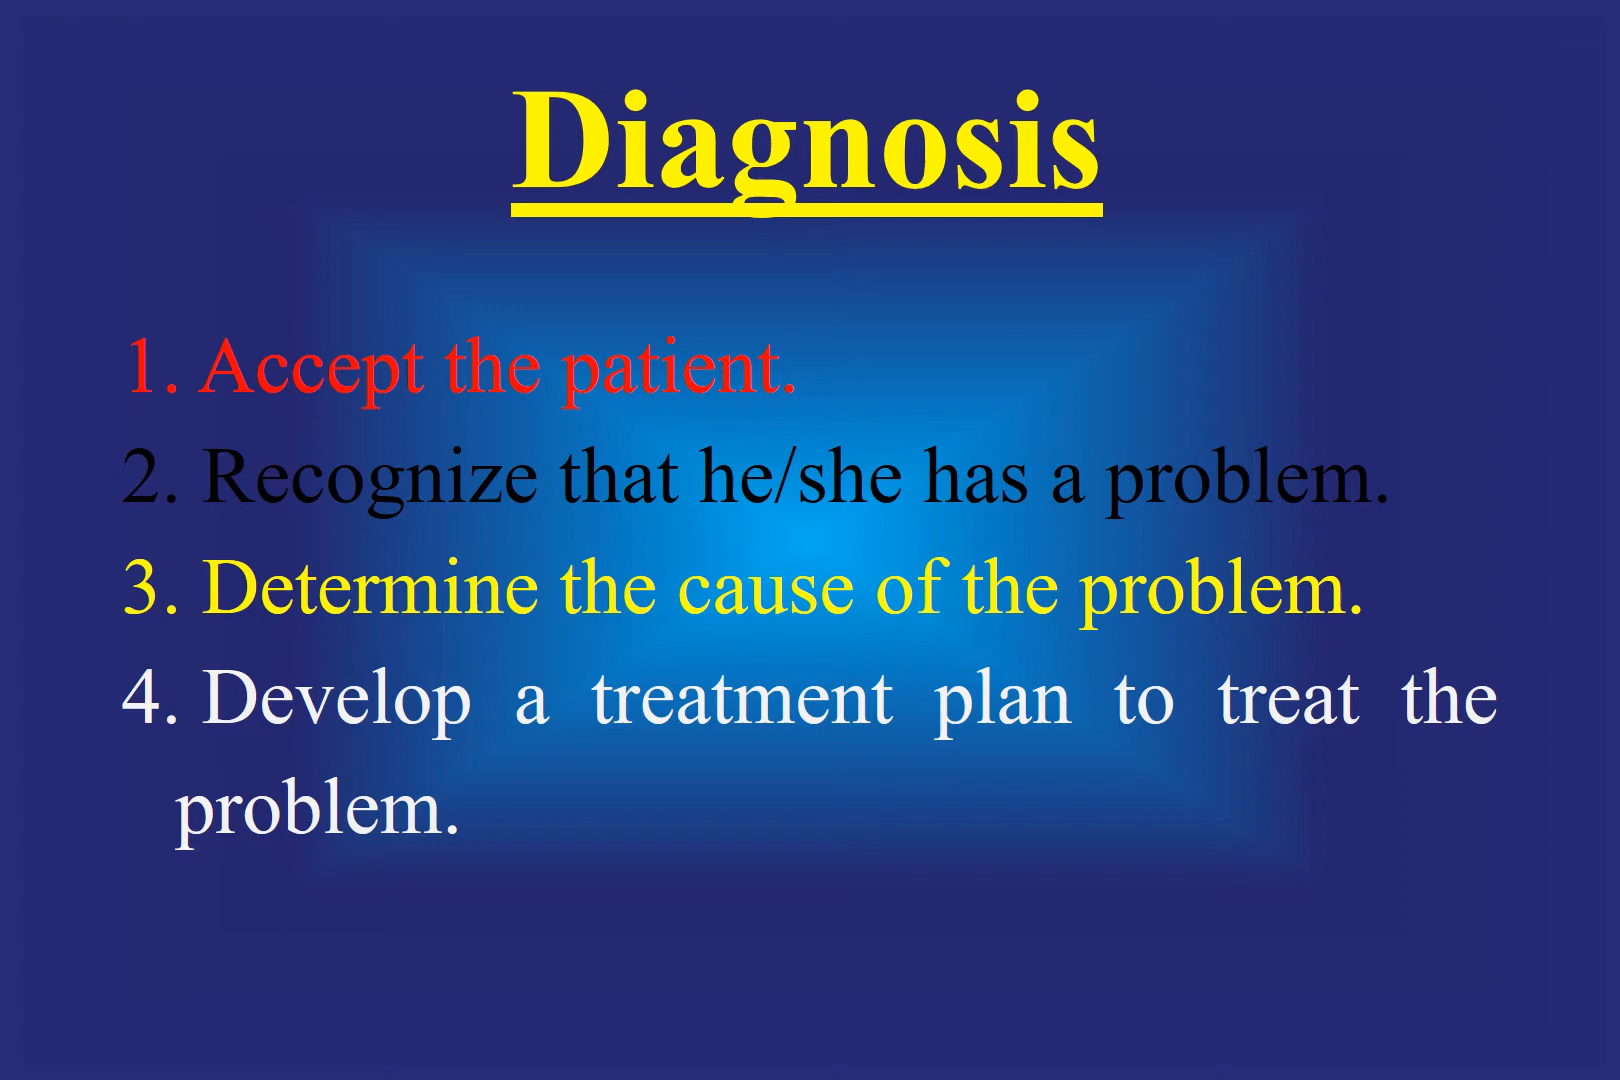 Diagnosis
1. Accept the patient.
2. Recognize that he/she has a problem.
3. Determine the cause of the problem.
4. Develop a treatment plan to treat the
problem.